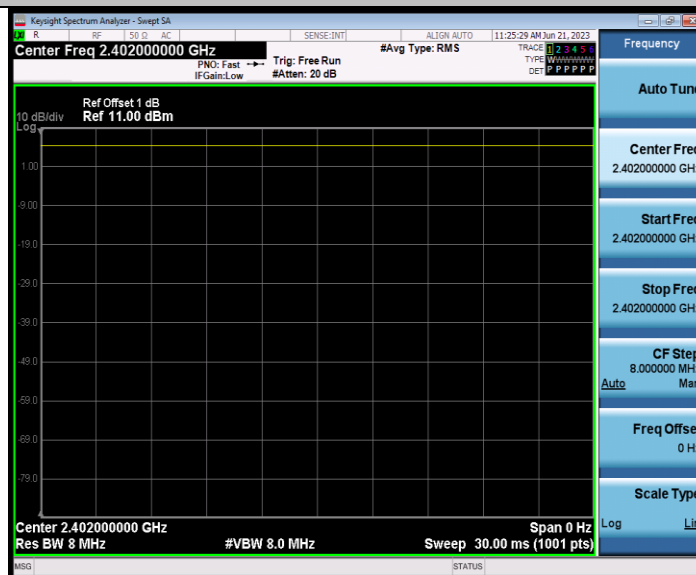 Keysight Spectrum Analyzer - Swept SA
LXI R RF 50 Ω AC SENSE:INT ALIGN AUTO 11:25:29 AM Jun 21, 2023
Center Freq 2.402000000 GHz
PNO: Fast
IFGain:Low
Trig: Free Run
#Atten: 20 dB
#Avg Type: RMS
TRACE 1 2 3 4 5 6
TYPE WWWWWW
DET P P P P P P
Ref Offset 1 dB
10 dB/div Ref 11.00 dBm
Log
1.00
-9.00
-19.0
-29.0
-39.0
-49.0
-59.0
-69.0
-79.0
Center 2.402000000 GHz Span 0 Hz
Res BW 8 MHz #VBW 8.0 MHz Sweep 30.00 ms (1001 pts)
MSG STATUS
Frequency
Auto Tune
Center Freq
2.402000000 GHz
Start Freq
2.402000000 GHz
Stop Freq
2.402000000 GHz
CF Step
8.000000 MHz
Auto Man
Freq Offset
0 Hz
Scale Type
Log Lin